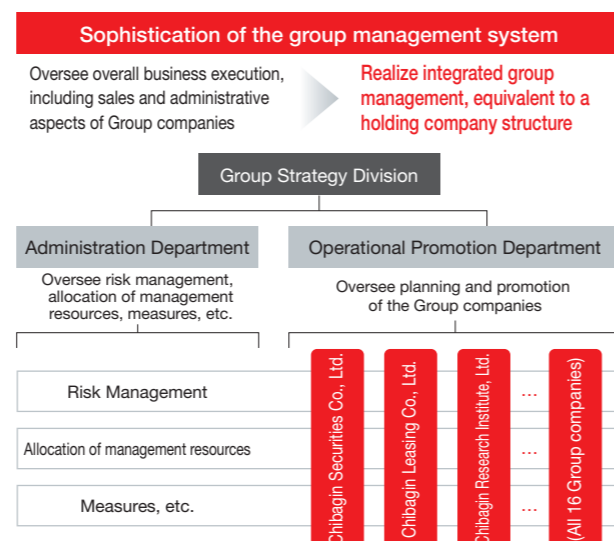 Sophistication of the group management system
Oversee overall business execution,
including sales and administrative
aspects of Group companies
Realize integrated group
management, equivalent to a
holding company structure
Group Strategy Division
Administration Department
Oversee risk management,
allocation of management
resources, measures, etc.
Operational Promotion Department
Oversee planning and promotion
of the Group companies
Risk Management
Allocation of management resources
Measures, etc.
Chibagin Securities Co., Ltd.
Chibagin Leasing Co., Ltd.
Chibagin Research Institute, Ltd.
...
...
...
(All 16 Group companies)